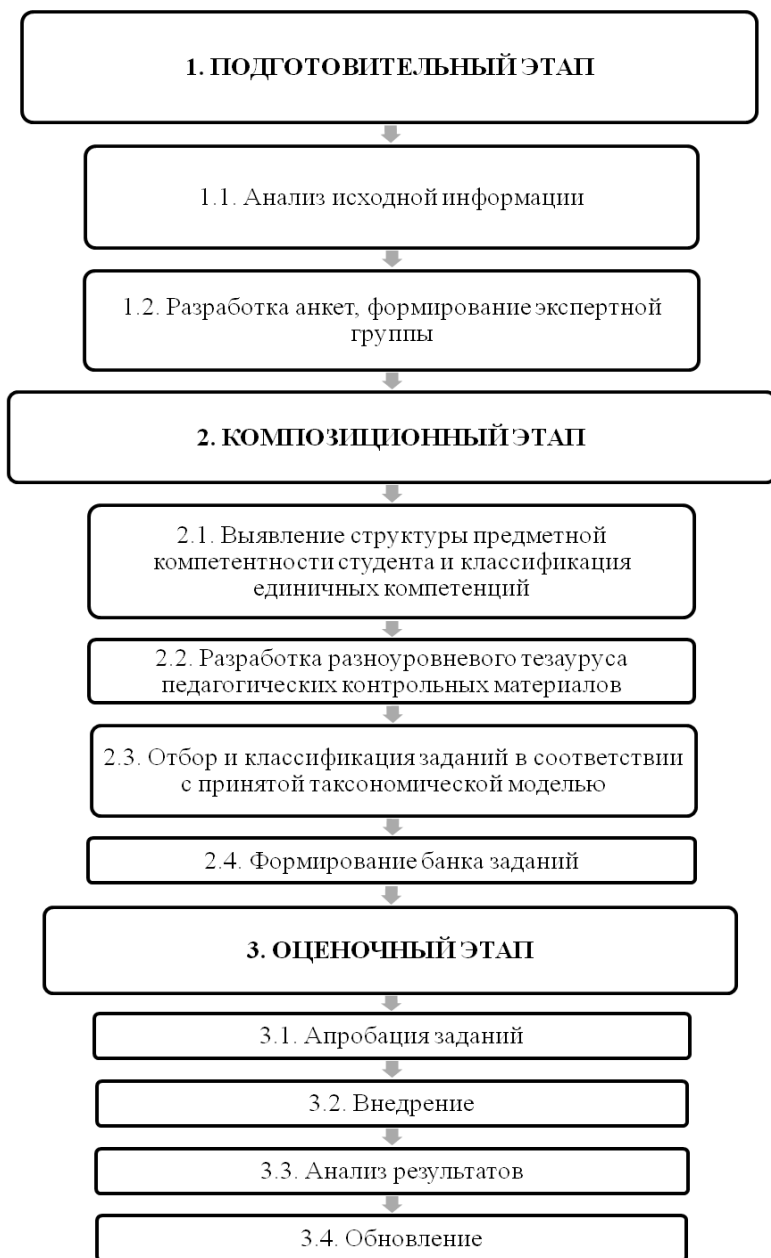 1. ПОДГОТОВИТЕЛЬНЫЙ ЭТАП
1.1. Анализ исходной информации
1.2. Разработка анкет, формирование экспертной
группы
2. КОМПОЗИЦИОННЫЙ ЭТАП
2.1. Выявление структуры предметной
компетентности студента и классификация
единичных компетенций
2.2. Разработка разноуровневого тезауруса
педагогических контрольных материалов
2.3. Отбор и классификация заданий в соответствии
с принятой таксономической моделью
2.4. Формирование банка заданий
3. ОЦЕНОЧНЫЙ ЭТАП
3.1. Апробация заданий
3.2. Внедрение
3.3. Анализ результатов
3.4. Обновление